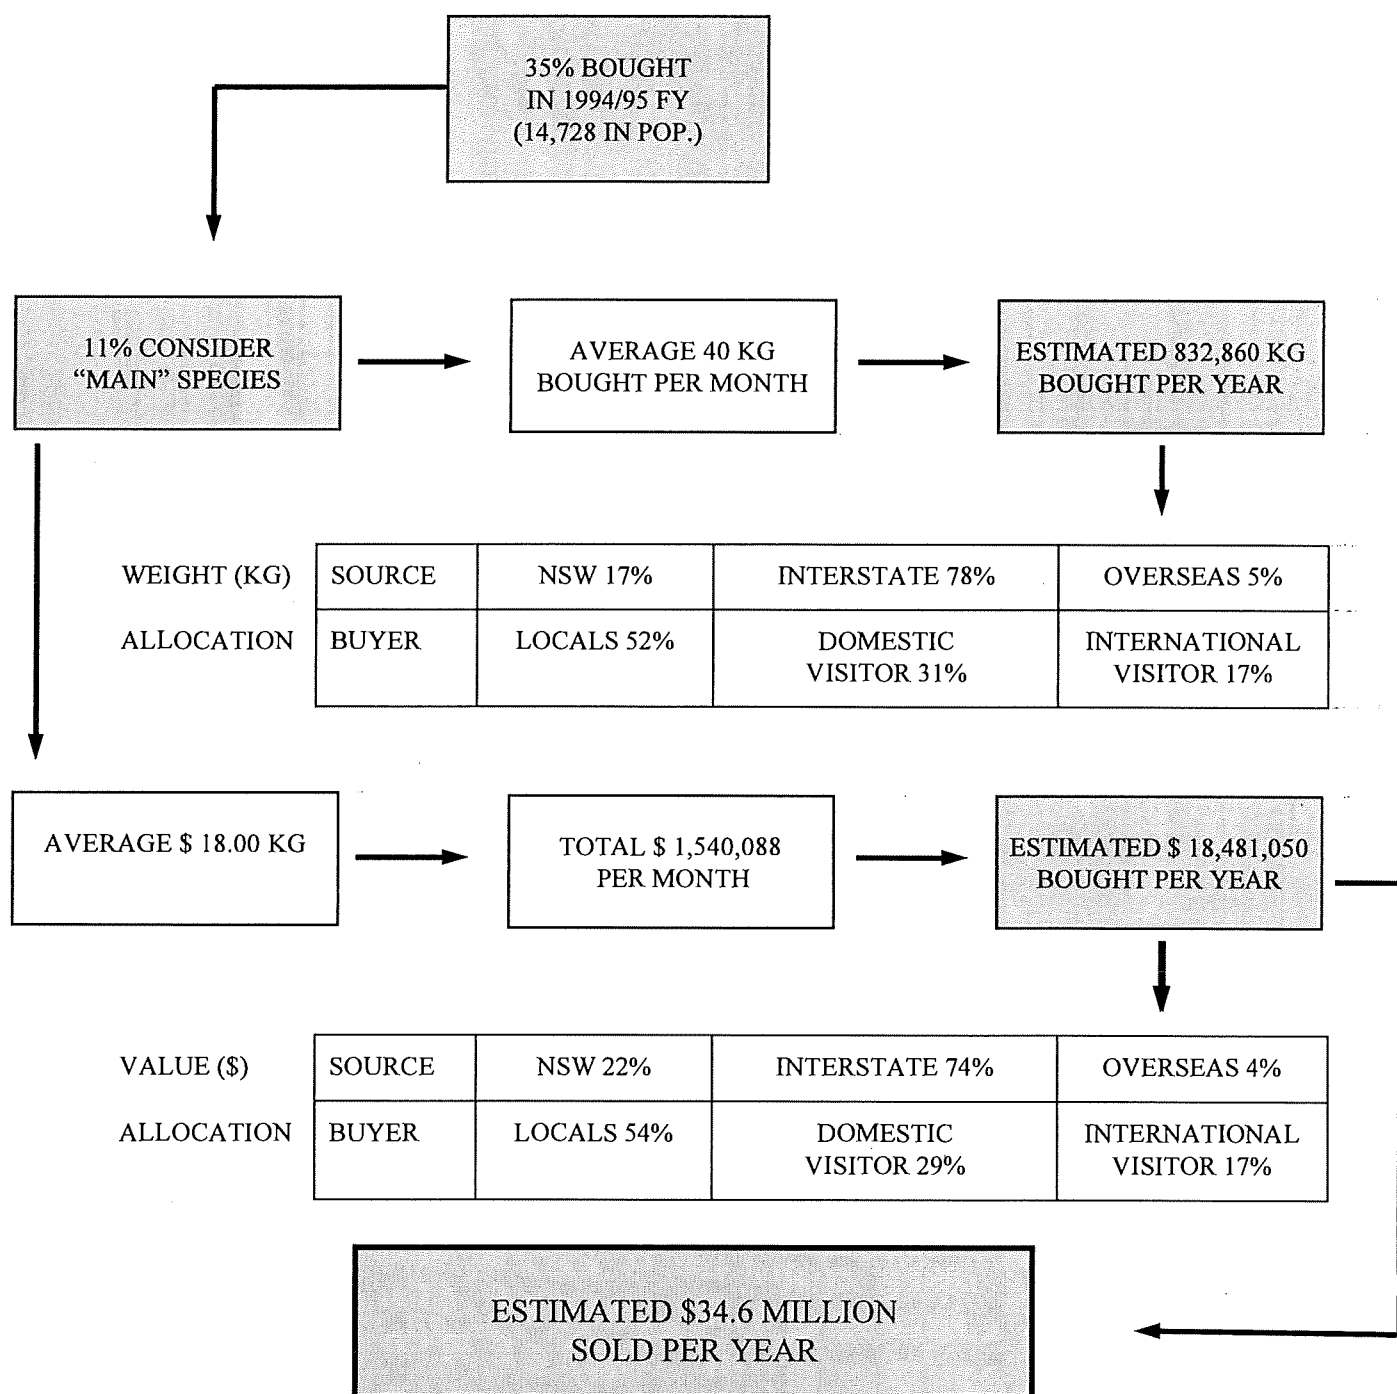 35% BOUGHT
IN 1994/95 FY
(14,728 IN POP.)
11% CONSIDER
“MAIN” SPECIES
AVERAGE 40 KG
BOUGHT PER MONTH
ESTIMATED 832,860 KG
BOUGHT PER YEAR
WEIGHT (KG) SOURCE NSW 17% INTERSTATE 78% OVERSEAS 5%
ALLOCATION BUYER LOCALS 52% DOMESTIC INTERNATIONAL
VISITOR 31% VISITOR 17%
AVERAGE $ 18.00 KG
TOTAL $ 1,540,088
PER MONTH
ESTIMATED $ 18,481,050
BOUGHT PER YEAR
VALUE ($) SOURCE NSW 22% INTERSTATE 74% OVERSEAS 4%
ALLOCATION BUYER LOCALS 54% DOMESTIC INTERNATIONAL
VISITOR 29% VISITOR 17%
ESTIMATED $34.6 MILLION
SOLD PER YEAR